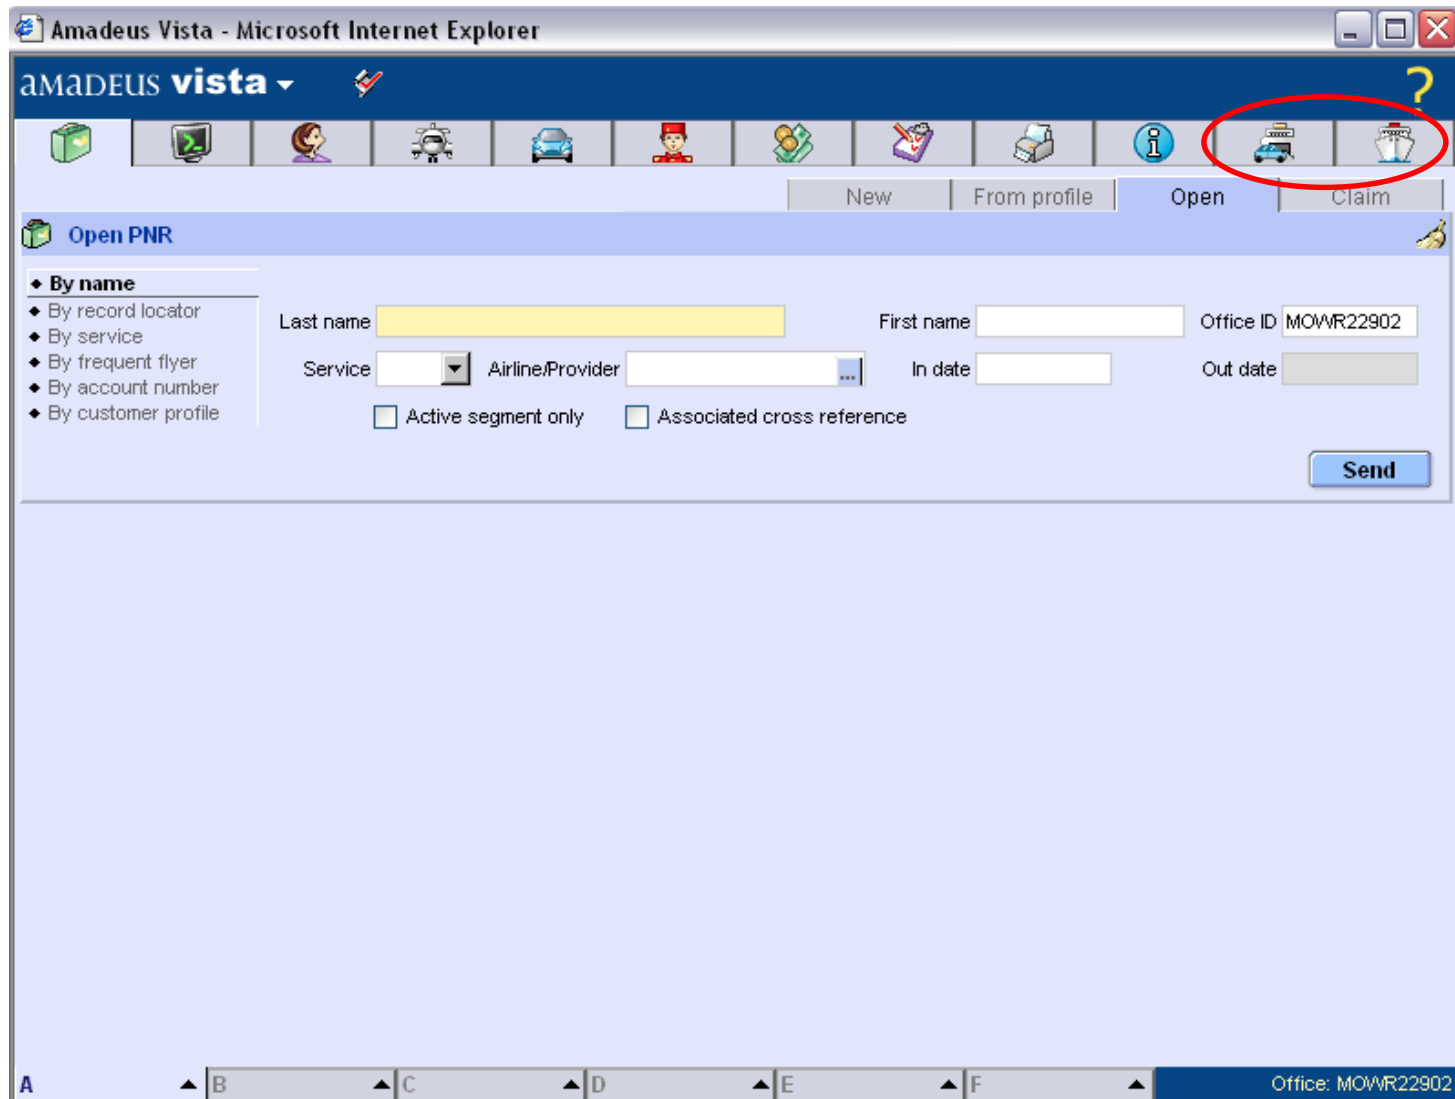 Amadeus Vista - Microsoft Internet Explorer
amadeus vista
?
New From profile Open Claim
Open PNR
By name
By record locator
By service
By frequent flyer
By account number
By customer profile
Last name First name Office ID MOWR22902
Service Airline/Provider ... In date Out date
Active segment only Associated cross reference
Send
A B C D E F Office: MOWR22902